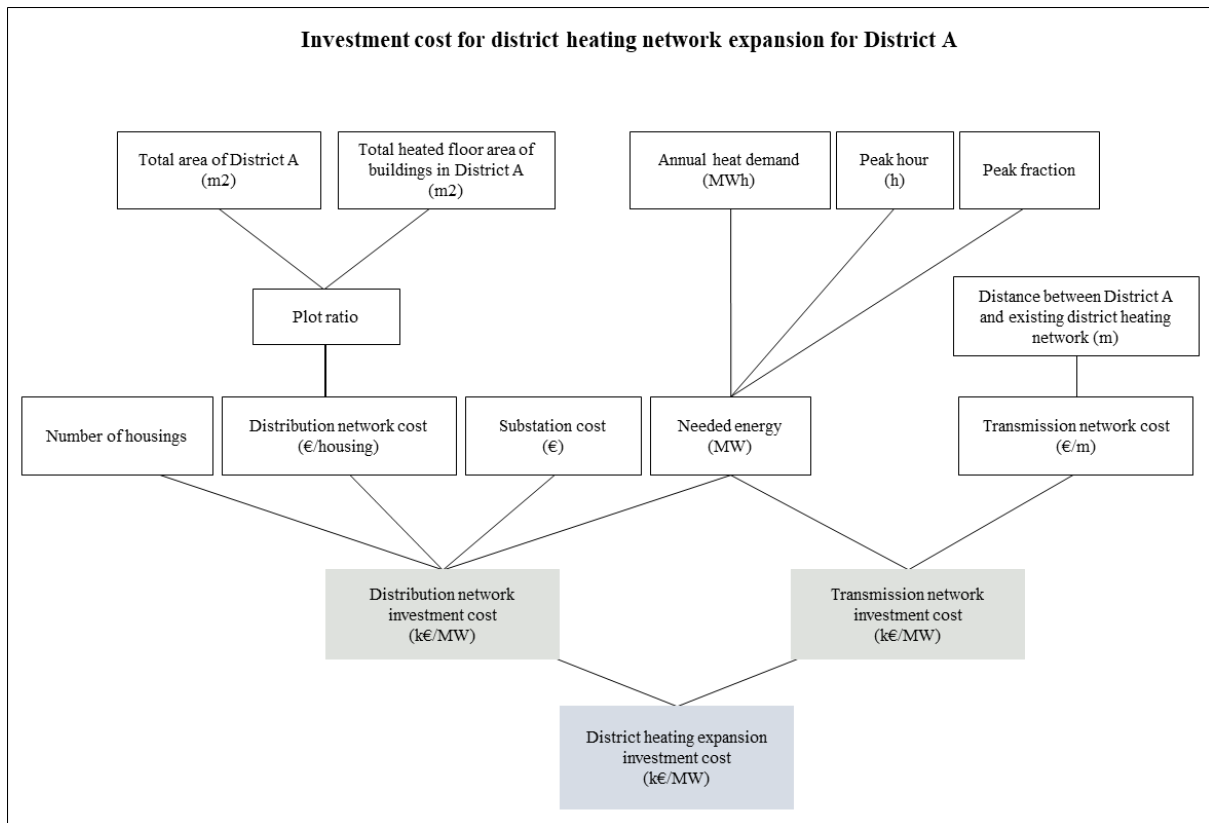 Investment cost for district heating network expansion for District A
Total area of District A
(m2)
Total heated floor area of
buildings in District A
(m2)
Annual heat demand
(MWh)
Peak hour
(h)
Peak fraction
Plot ratio
Distance between District A
and existing district heating
network (m)
Number of housings
Distribution network cost
(€/housing)
Substation cost
(€)
Needed energy
(MW)
Transmission network cost
(€/m)
Distribution network
investment cost
(k€/MW)
Transmission network
investment cost
(k€/MW)
District heating expansion
investment cost
(k€/MW)